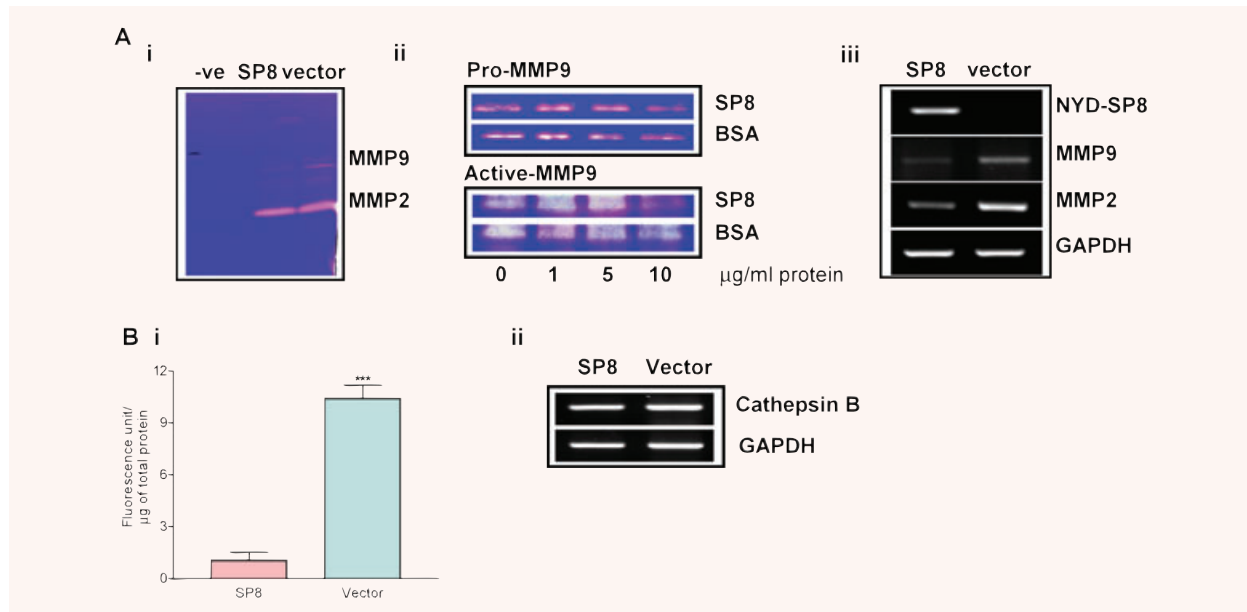 A
i
-ve SP8 vector
MMP9
MMP2
ii
Pro-MMP9
SP8
BSA
Active-MMP9
SP8
BSA
0 1 5 10 μg/ml protein
iii
SP8 vector
NYD-SP8
MMP9
MMP2
GAPDH
B i
Fluorescence unit/
μg of total protein
12
9
6
3
0
***
SP8 Vector
ii
SP8 Vector
Cathepsin B
GAPDH